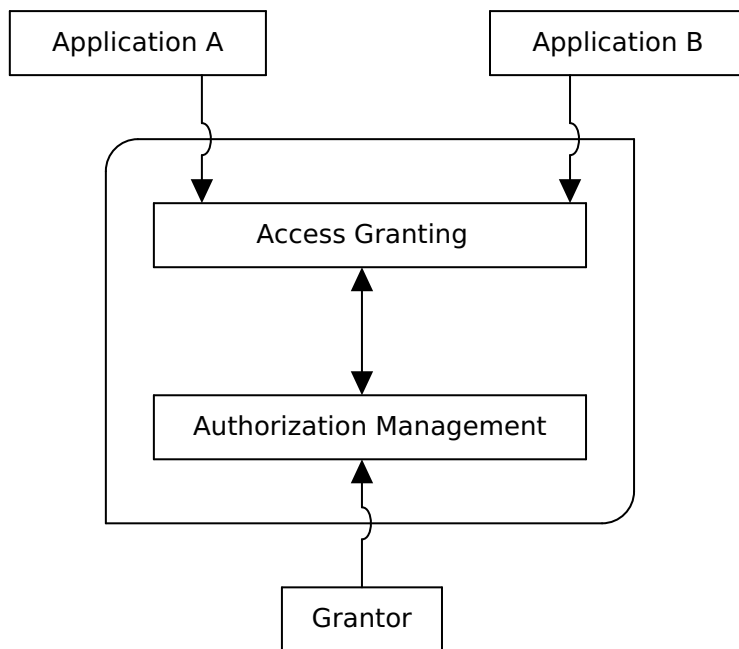 Application A
Application B
Access Granting
Authorization Management
Grantor